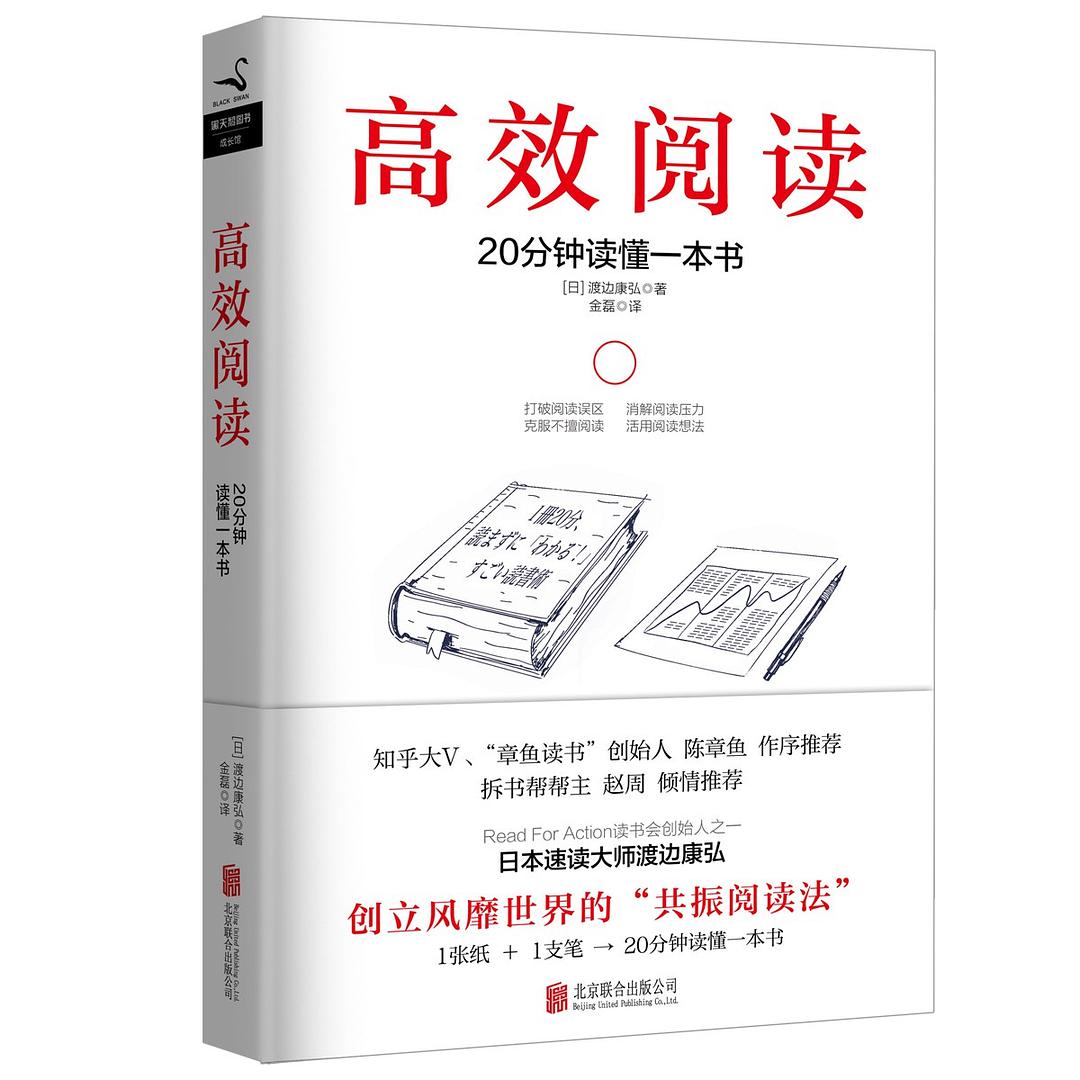 BLACK SWAN
黑天鹅图书
成长馆
高效阅读
20分钟
读懂一本书
[日]渡边康弘◎著
金磊◎译
北京联合出版公司
Beijing United Publishing Co.,Ltd.
高效阅读
20分钟读懂一本书
[日]渡边康弘◎著
金磊◎译
打破阅读误区 消解阅读压力
克服不擅阅读 活用阅读想法
1冊20分、
読まずに「わかる!」
すごい読書術
知乎大V、“章鱼读书”创始人 陈章鱼 作序推荐
拆书帮帮主 赵周 倾情推荐
Read For Action读书会创始人之一
日本速读大师渡边康弘
创立风靡世界的“共振阅读法”
1张纸 + 1支笔 → 20分钟读懂一本书
北京联合出版公司
Beijing United Publishing Co.,Ltd.